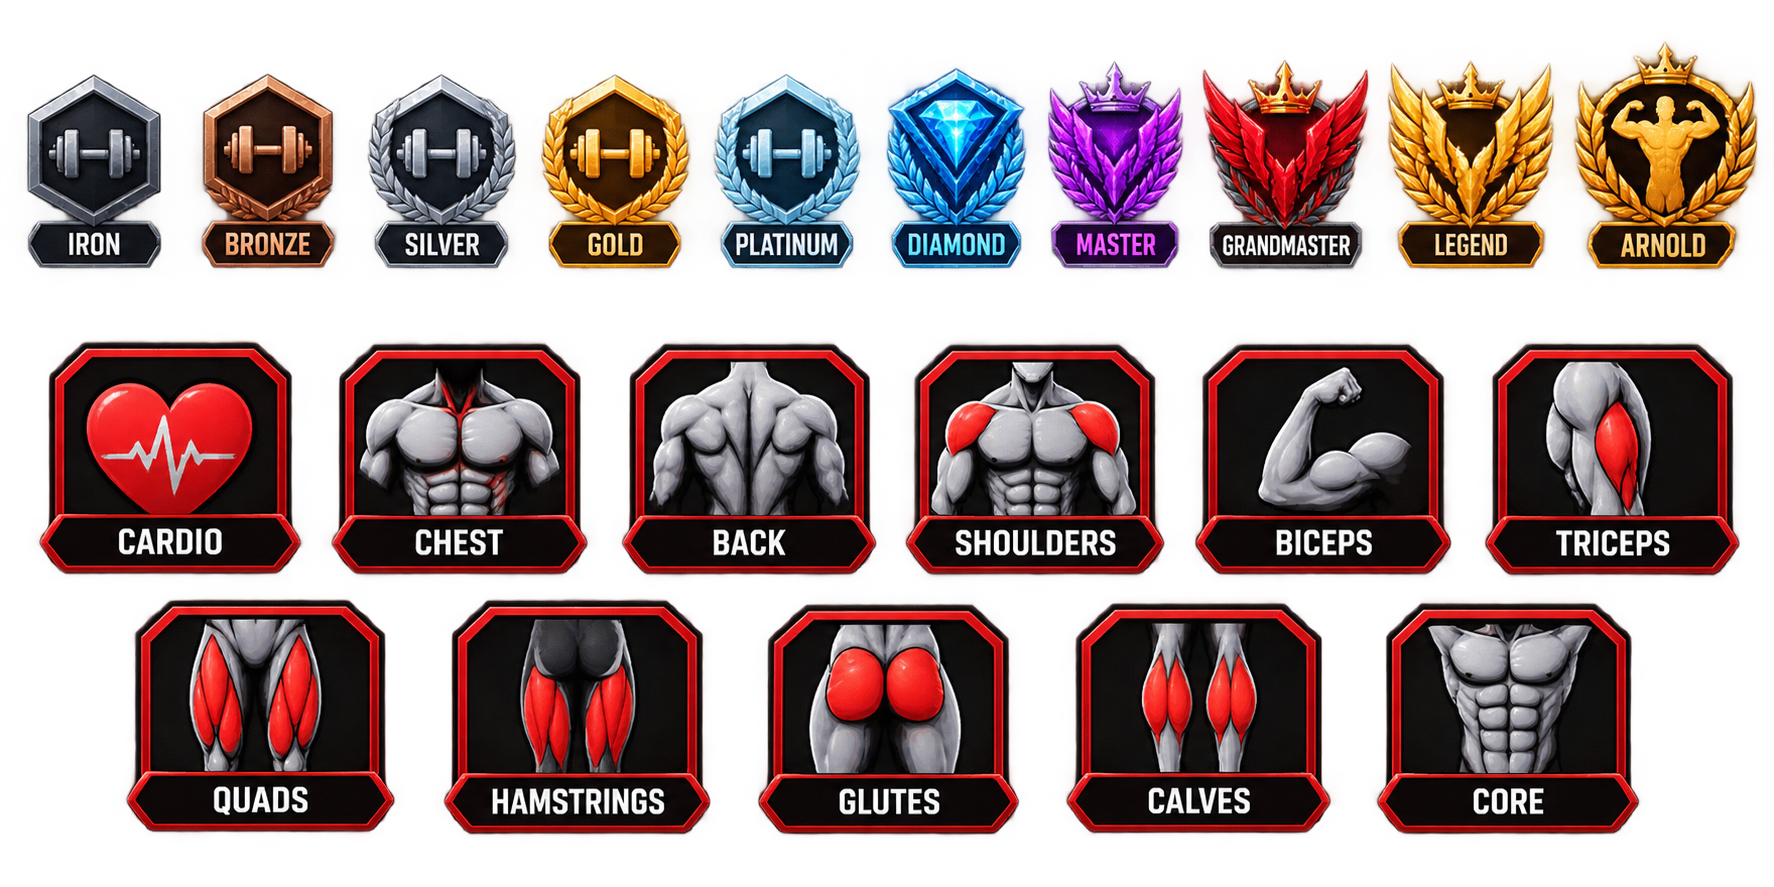 IRON
BRONZE
SILVER
GOLD
PLATINUM
DIAMOND
MASTER
GRANDMASTER
LEGEND
ARNOLD
CARDIO
CHEST
BACK
SHOULDERS
BICEPS
TRICEPS
QUADS
HAMSTRINGS
GLUTES
CALVES
CORE